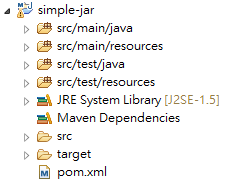 simple-jar
src/main/java
src/main/resources
src/test/java
src/test/resources
JRE System Library [J2SE-1.5]
Maven Dependencies
src
target
pom.xml